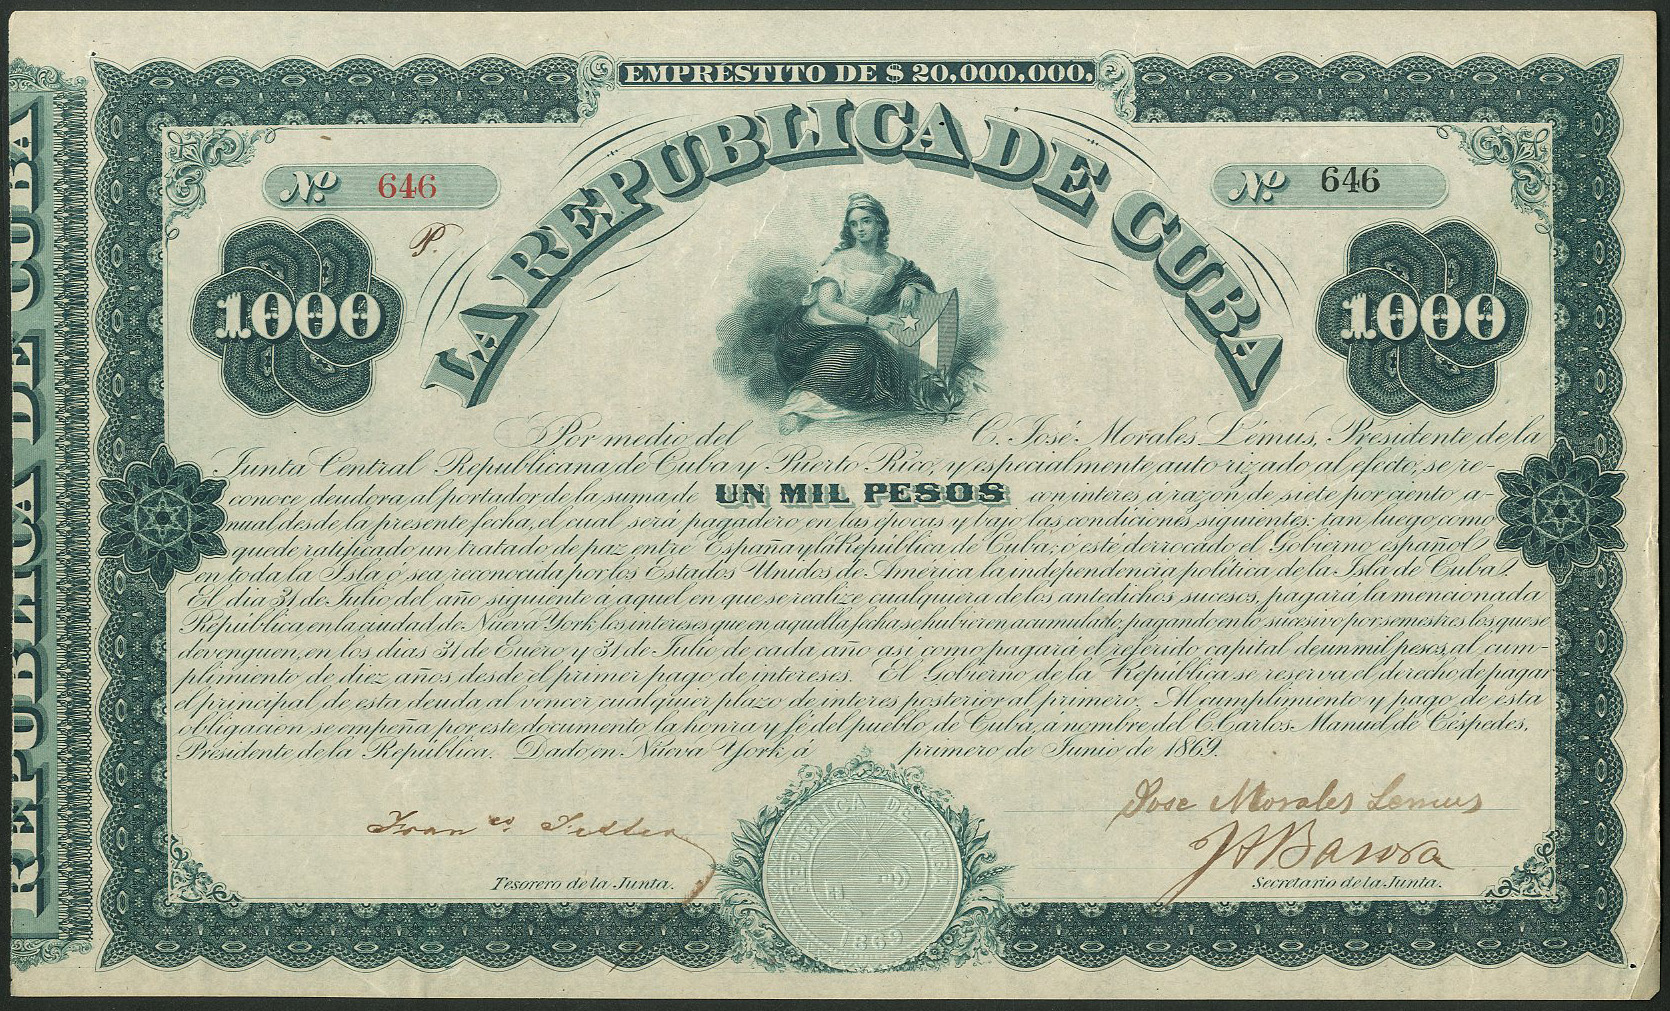 EMPRÉSTITO DE $ 20,000,000,
LA REPUBLICA DE CUBA
REPUBLICA DE CUBA
No. 646
No. 646
P.
1000
1000
Por medio del C. José Morales Lémus, Presidente de la
Junta Central Republicana de Cuba y Puerto Rico, y especialmente autorizado al efecto, se re-
conoce deudora al portador de la suma de UN MIL PESOS con interes á razon de siete por ciento a-
nual desde la presente fecha, el cual será pagadero en las épocas y bajo las condiciones siguientes: tan luego como
quede ratificado un tratado de paz entre España y la República de Cuba; ó esté derrocado el Gobierno español
en toda la Isla ó sea reconocida por los Estados Unidos de América la independencia política de la Isla de Cuba.
El dia 31 de Julio del año siguiente á aquel en que se realize cualquiera de los antedichos sucesos, pagará la mencionada
República en la ciudad de Nueva York los intereses que en aquella fecha se hubieren acumulado, pagando en lo sucesivo por semestres los que se
devenguen, en los dias 31 de Enero y 31 de Julio de cada año asi como pagará el referido capital de un mil pesos, al cum-
plimiento de diez años desde el primer pago de intereses. El Gobierno de la República se reserva el derecho de pagar
el principal de esta deuda al vencer cualquier plazo de interes posterior al primero. Al cumplimiento y pago de esta
obligacion se empeña por este documento la honra y fé del pueblo de Cuba, á nombre del C. Carlos Manuel de Céspedes,
Presidente de la República. Dado en Nueva York á primero de Junio de 1869.
Jose Morales Lemus
J A Basora
Tesorero de la Junta.
Secretario de la Junta.
REPUBLICA DE CUBA
1869